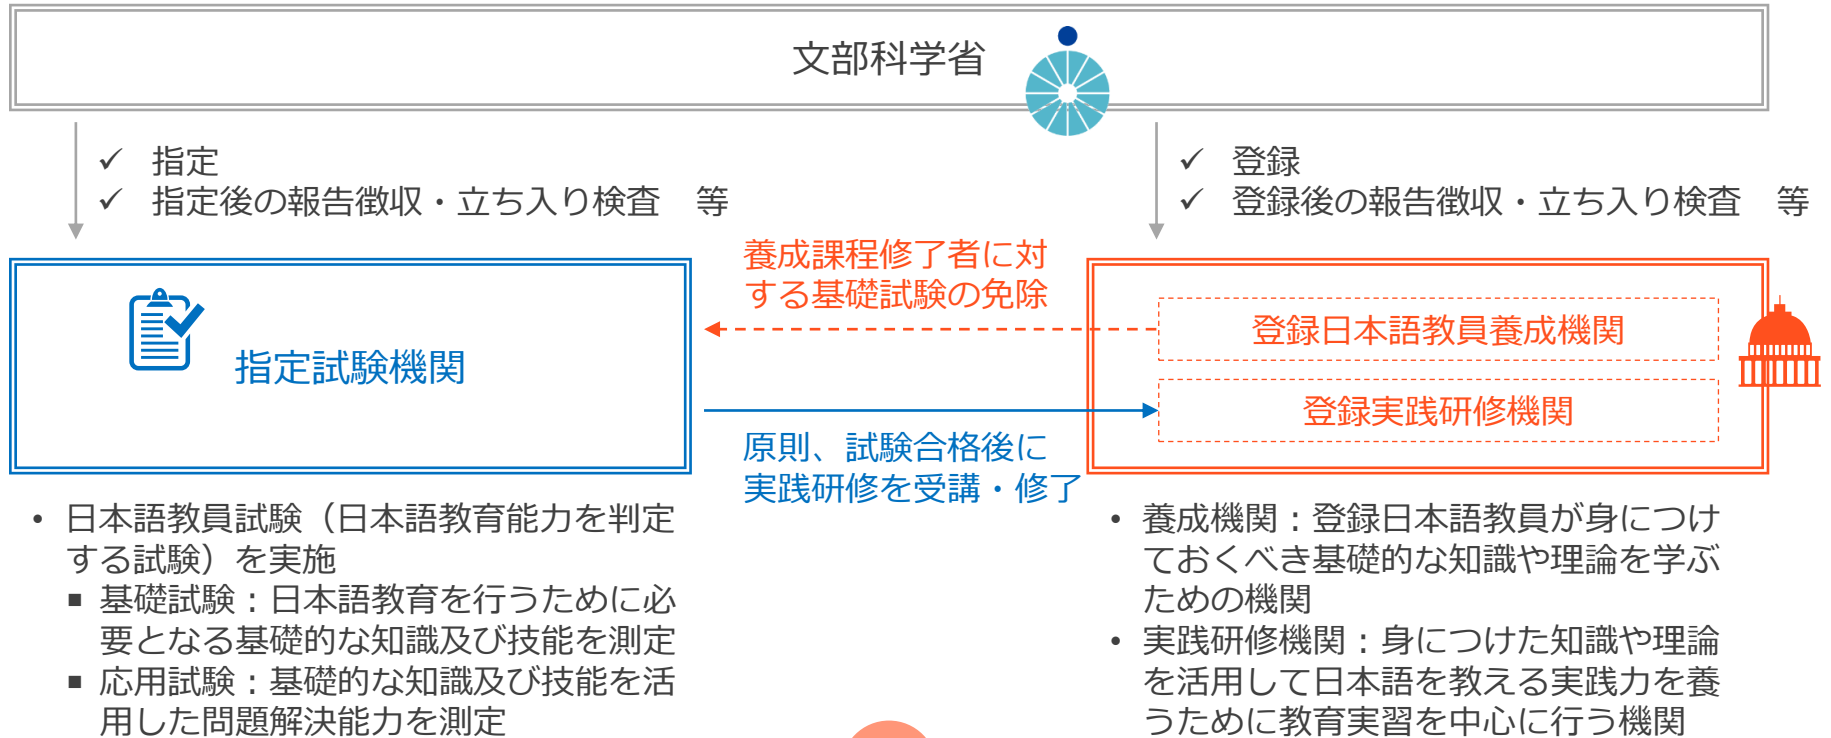 文部科学省
✓ 指定
✓ 指定後の報告徴収・立ち入り検査　等
✓ 登録
✓ 登録後の報告徴収・立ち入り検査　等
養成課程修了者に対
する基礎試験の免除
指定試験機関
登録日本語教員養成機関
登録実践研修機関
原則、試験合格後に
実践研修を受講・修了
• 日本語教員試験（日本語教育能力を判定
する試験）を実施
■ 基礎試験：日本語教育を行うために必
要となる基礎的な知識及び技能を測定
■ 応用試験：基礎的な知識及び技能を活
用した問題解決能力を測定
• 養成機関：登録日本語教員が身につけ
ておくべき基礎的な知識や理論を学ぶ
ための機関
• 実践研修機関：身につけた知識や理論
を活用して日本語を教える実践力を養
うために教育実習を中心に行う機関